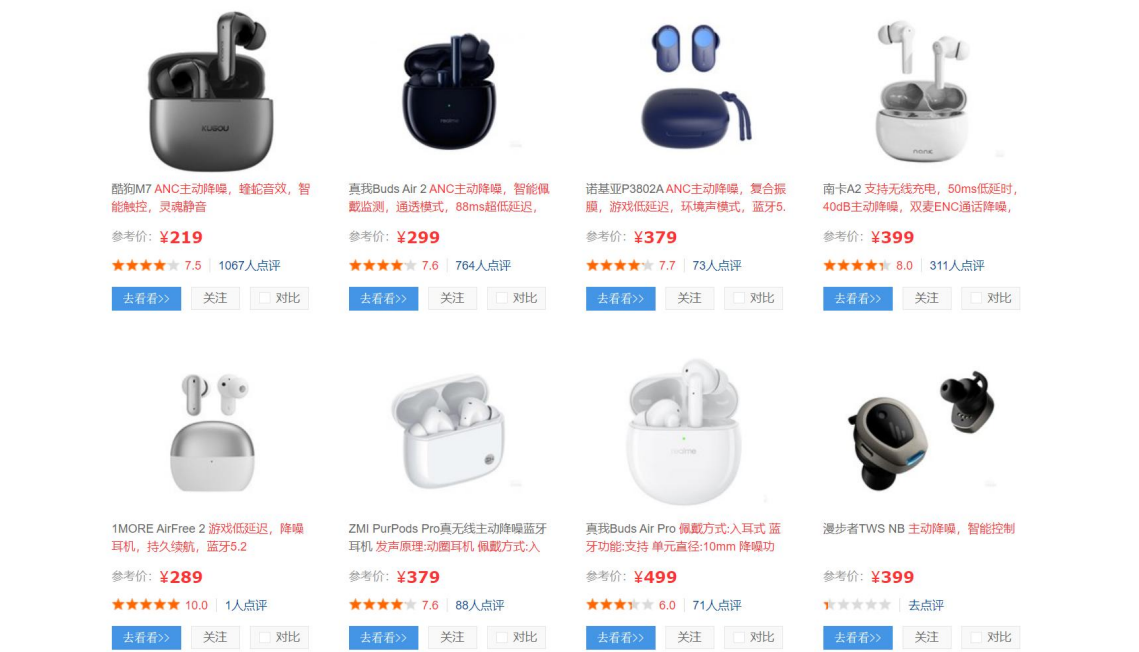 KUGOU
realme
nank
酷狗M7 ANC主动降噪，蝰蛇音效，智
能触控，灵魂静音
真我Buds Air 2 ANC主动降噪，智能佩
戴监测，通透模式，88ms超低延迟，
诺基亚P3802A ANC主动降噪，复合振
膜，游戏低延迟，环境声模式，蓝牙5.
南卡A2 支持无线充电，50ms低延时，
40dB主动降噪，双麦ENC通话降噪，
参考价：¥219
参考价：¥299
参考价：¥379
参考价：¥399
7.5 1067人点评
7.6 764人点评
7.7 73人点评
8.0 311人点评
去看看>> 关注 对比
去看看>> 关注 对比
去看看>> 关注 对比
去看看>> 关注 对比
realme
1MORE AirFree 2 游戏低延迟，降噪
耳机，持久续航，蓝牙5.2
ZMI PurPods Pro真无线主动降噪蓝牙
耳机 发声原理:动圈耳机 佩戴方式:入
真我Buds Air Pro 佩戴方式:入耳式 蓝
牙功能:支持 单元直径:10mm 降噪功
漫步者TWS NB 主动降噪，智能控制
参考价：¥289
参考价：¥379
参考价：¥499
参考价：¥399
10.0 1人点评
7.6 88人点评
6.0 71人点评
去点评
去看看>> 关注 对比
去看看>> 关注 对比
去看看>> 关注 对比
去看看>> 关注 对比